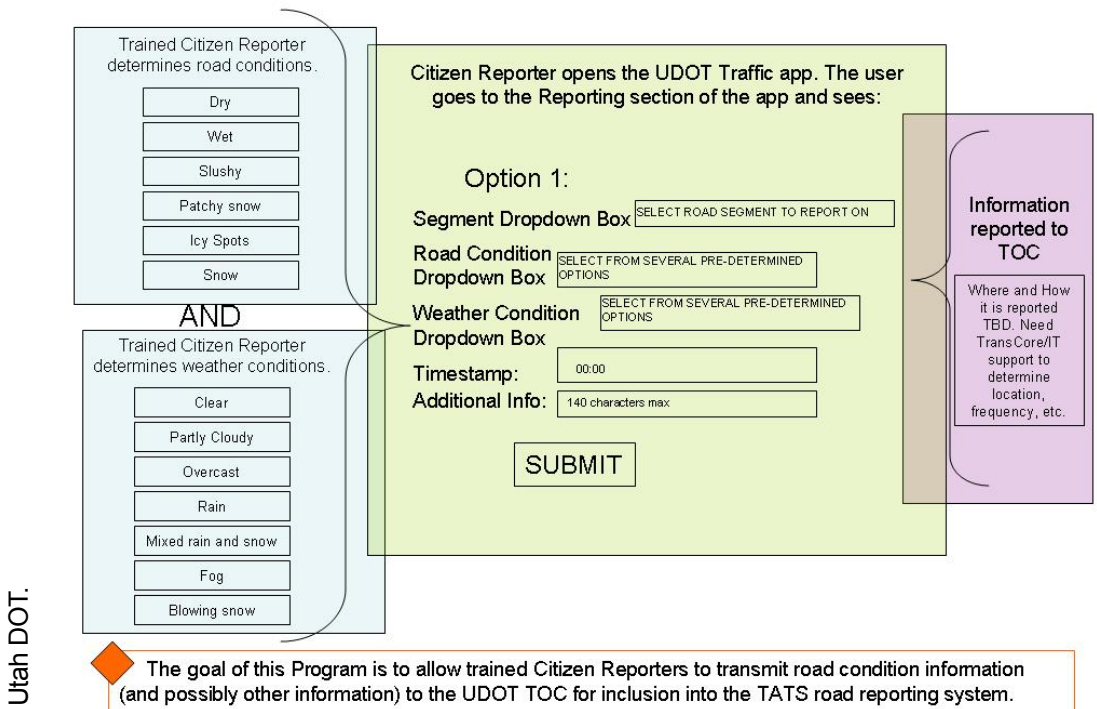 Trained Citizen Reporter
determines road conditions.
Dry
Wet
Slushy
Patchy snow
Icy Spots
Snow
AND
Trained Citizen Reporter
determines weather conditions.
Clear
Partly Cloudy
Overcast
Rain
Mixed rain and snow
Fog
Blowing snow
Citizen Reporter opens the UDOT Traffic app. The user
goes to the Reporting section of the app and sees:
Option 1:
Segment Dropdown Box
SELECT ROAD SEGMENT TO REPORT ON
Road Condition
Dropdown Box
SELECT FROM SEVERAL PRE-DETERMINED
OPTIONS
Weather Condition
Dropdown Box
SELECT FROM SEVERAL PRE-DETERMINED
OPTIONS
Timestamp:
00:00
Additional Info:
140 characters max
SUBMIT
Information
reported to
TOC
Where and How
it is reported
TBD. Need
TransCore/IT
support to
determine
location,
frequency, etc.
The goal of this Program is to allow trained Citizen Reporters to transmit road condition information
(and possibly other information) to the UDOT TOC for inclusion into the TATS road reporting system.
Utah DOT.